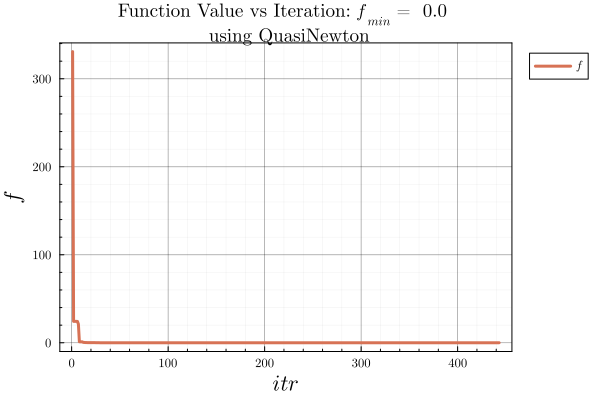 Function Value vs Iteration: f_min = 0.0
using QuasiNewton
f
300
200
100
0
f
0 100 200 300 400
itr